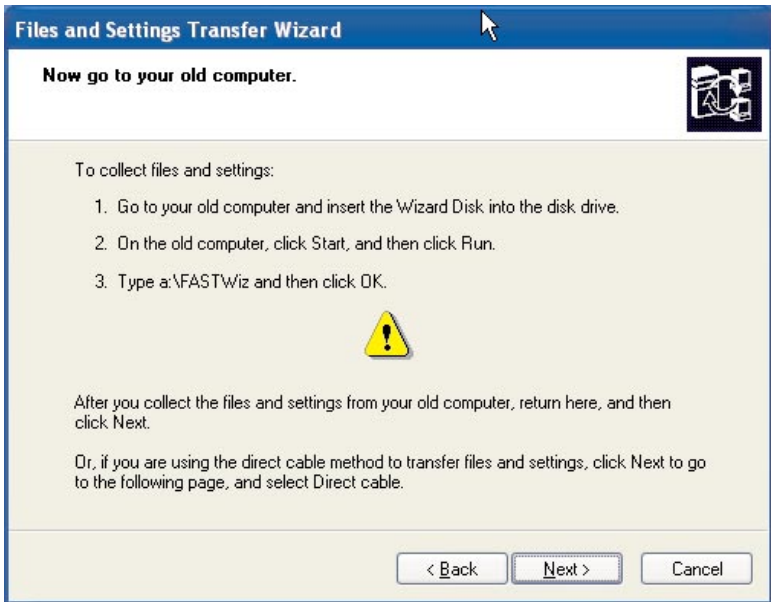 Files and Settings Transfer Wizard
Now go to your old computer.
To collect files and settings:
1. Go to your old computer and insert the Wizard Disk into the disk drive.
2. On the old computer, click Start, and then click Run.
3. Type a:\FASTWiz and then click OK.
After you collect the files and settings from your old computer, return here, and then
click Next.
Or, if you are using the direct cable method to transfer files and settings, click Next to go
to the following page, and select Direct cable.
< Back Next > Cancel